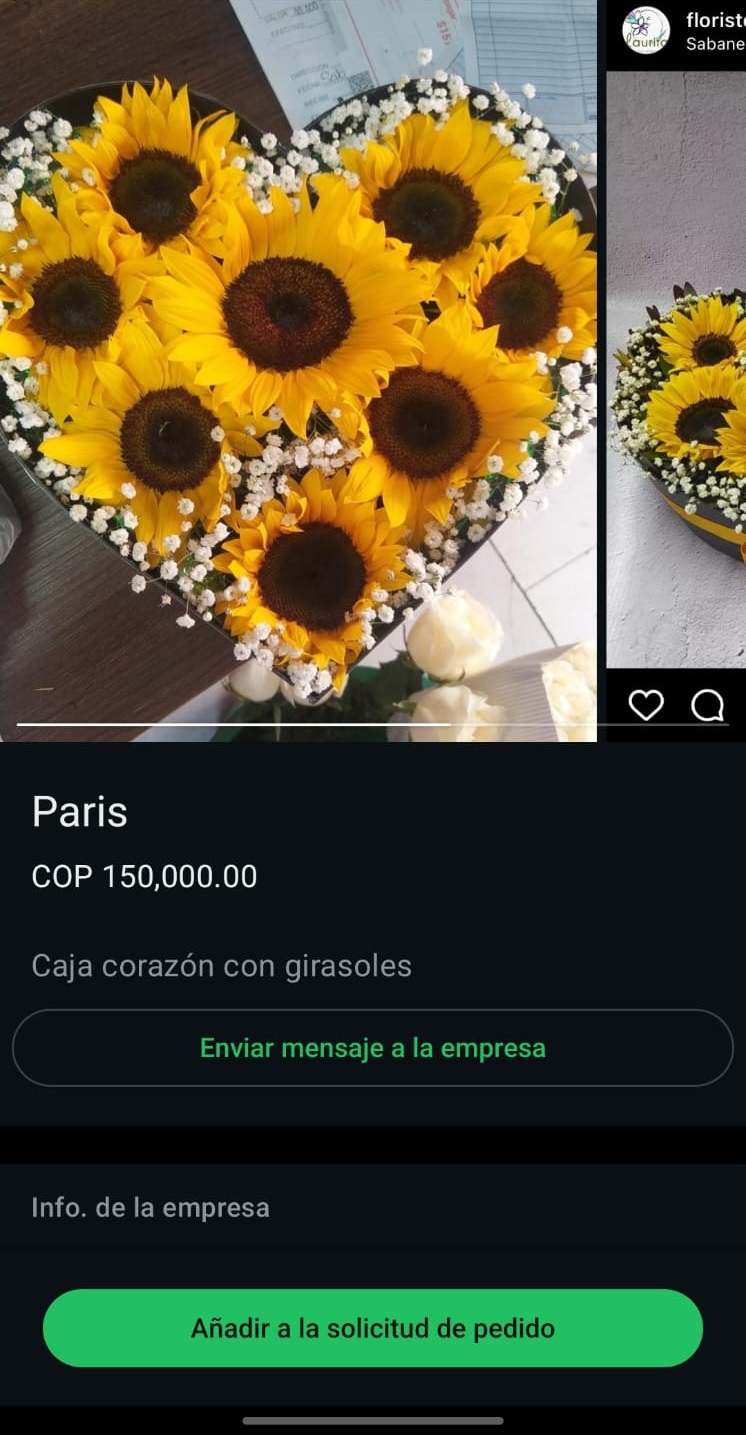 Laurita
Sabane
Paris
COP 150,000.00
Caja corazón con girasoles
Enviar mensaje a la empresa
Info. de la empresa
Añadir a la solicitud de pedido